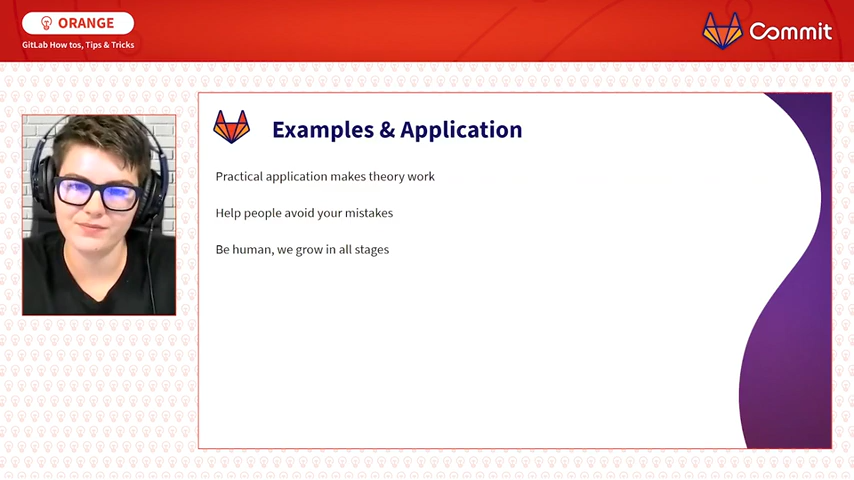 ORANGE
GitLab How tos, Tips & Tricks
Commit
Examples & Application
Practical application makes theory work
Help people avoid your mistakes
Be human, we grow in all stages